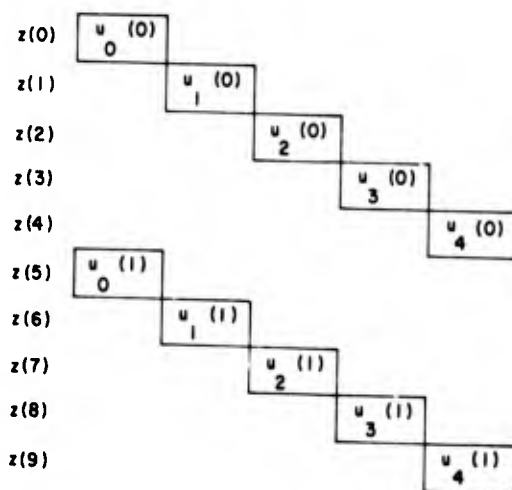 z(0) u0 (0)
z(1) u1 (0)
z(2) u2 (0)
z(3) u3 (0)
z(4) u4 (0)
z(5) u0 (1)
z(6) u1 (1)
z(7) u2 (1)
z(8) u3 (1)
z(9) u4 (1)